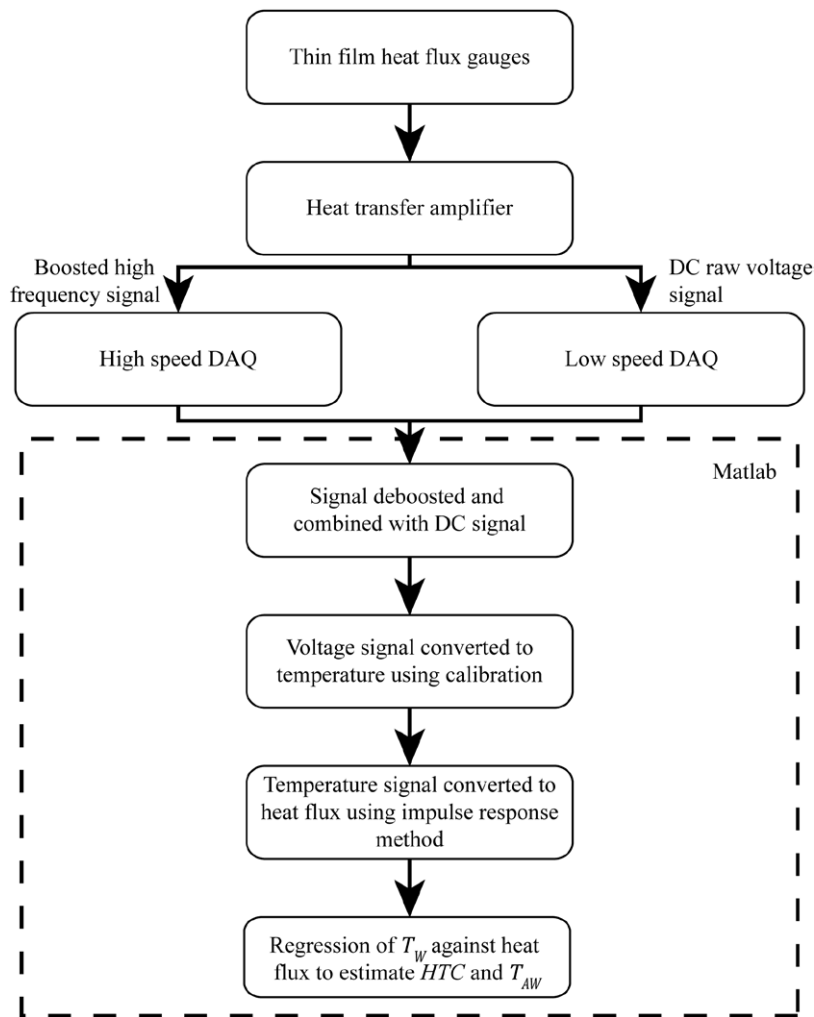 Thin film heat flux gauges
Heat transfer amplifier
Boosted high
frequency signal
DC raw voltage
signal
High speed DAQ
Low speed DAQ
Matlab
Signal deboosted and
combined with DC signal
Voltage signal converted to
temperature using calibration
Temperature signal converted to
heat flux using impulse response
method
Regression of T_W against heat
flux to estimate HTC and T_AW